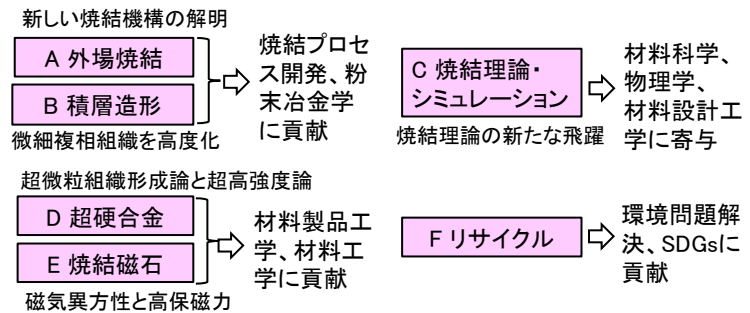 新しい焼結機構の解明
A 外場焼結
B 積層造形
微細複相組織を高度化
焼結プロセ
ス開発、粉
末冶金学
に貢献
C 焼結理論・
シミュレーション
焼結理論の新たな飛躍
材料科学、
物理学、
材料設計工
学に寄与
超微粒組織形成論と超高強度論
D 超硬合金
E 焼結磁石
磁気異方性と高保磁力
材料製品工
学、材料工
学に貢献
F リサイクル
環境問題解
決、SDGsに
貢献